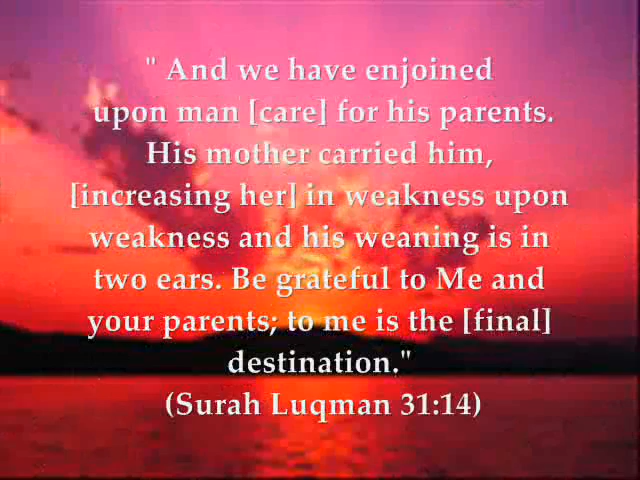 " And we have enjoined
upon man [care] for his parents.
His mother carried him,
[increasing her] in weakness upon
weakness and his weaning is in
two ears. Be grateful to Me and
your parents; to me is the [final]
destination."
(Surah Luqman 31:14)